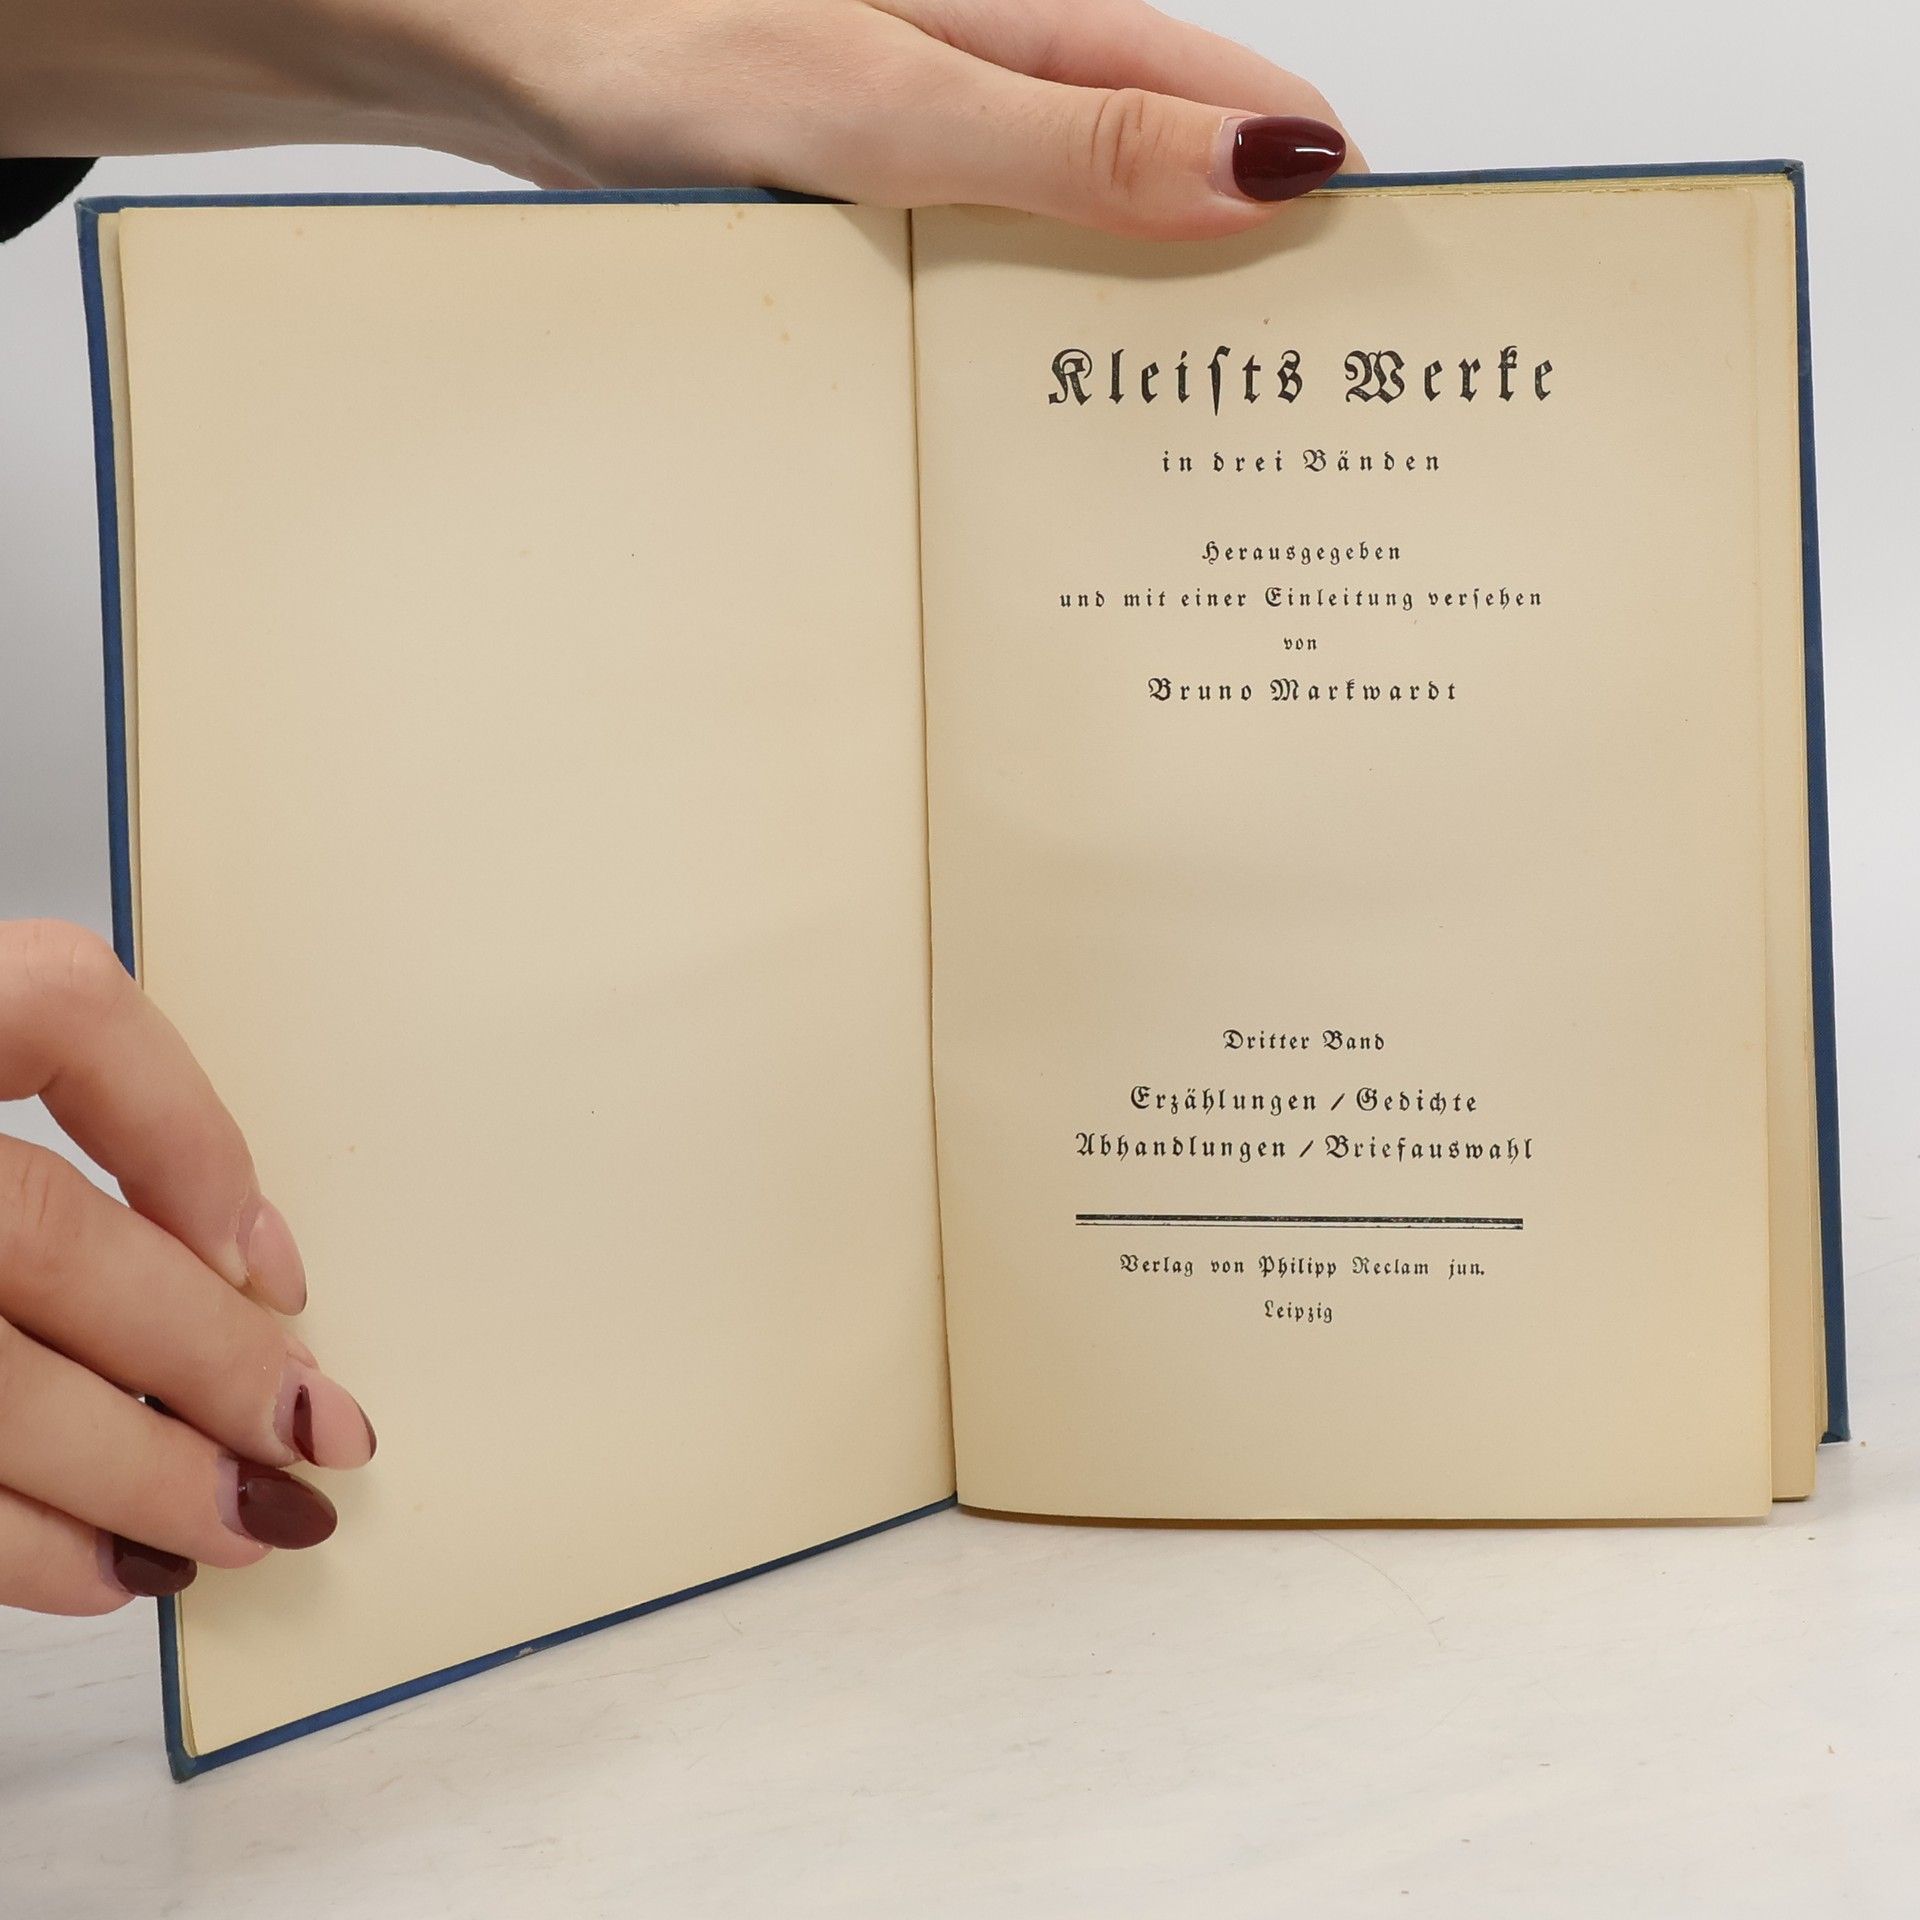 Kleiſts Werke
in drei Bänden
Herausgegeben
und mit einer Einleitung verſehen
von
Bruno Markwardt
Dritter Band
Erzählungen / Gedichte
Abhandlungen / Briefauswahl
Verlag von Philipp Reclam jun.
Leipzig